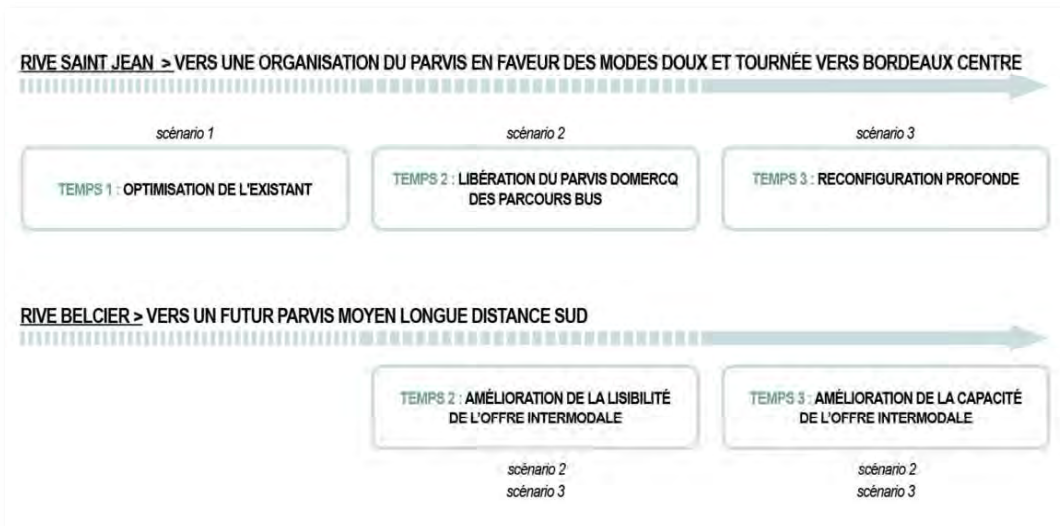 RIVE SAINT JEAN > VERS UNE ORGANISATION DU PARVIS EN FAVEUR DES MODES DOUX ET TOURNÉE VERS BORDEAUX CENTRE
scénario 1
scénario 2
scénario 3
TEMPS 1 : OPTIMISATION DE L'EXISTANT
TEMPS 2 : LIBÉRATION DU PARVIS DOMERCQ
DES PARCOURS BUS
TEMPS 3 : RECONFIGURATION PROFONDE
RIVE BELCIER > VERS UN FUTUR PARVIS MOYEN LONGUE DISTANCE SUD
TEMPS 2 : AMÉLIORATION DE LA LISIBILITÉ
DE L'OFFRE INTERMODALE
TEMPS 3 : AMÉLIORATION DE LA CAPACITÉ
DE L'OFFRE INTERMODALE
scénario 2
scénario 3
scénario 2
scénario 3